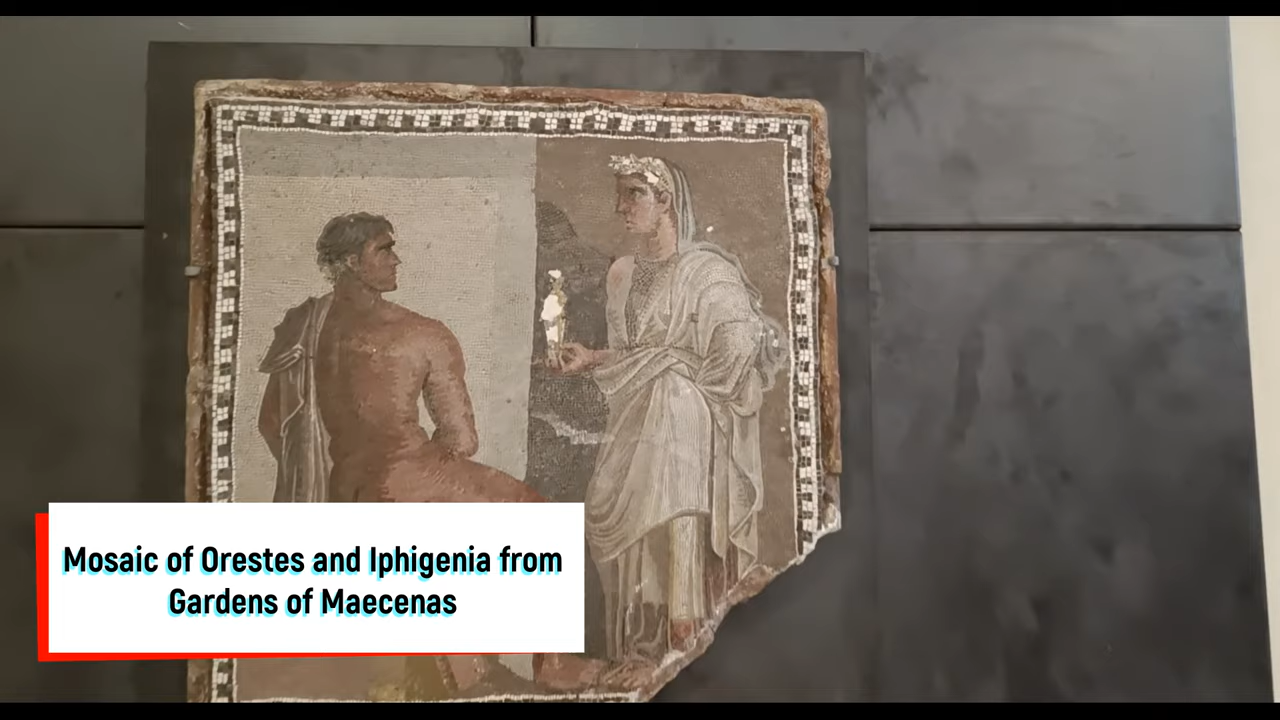 Mosaic of Orestes and Iphigenia from
Gardens of Maecenas